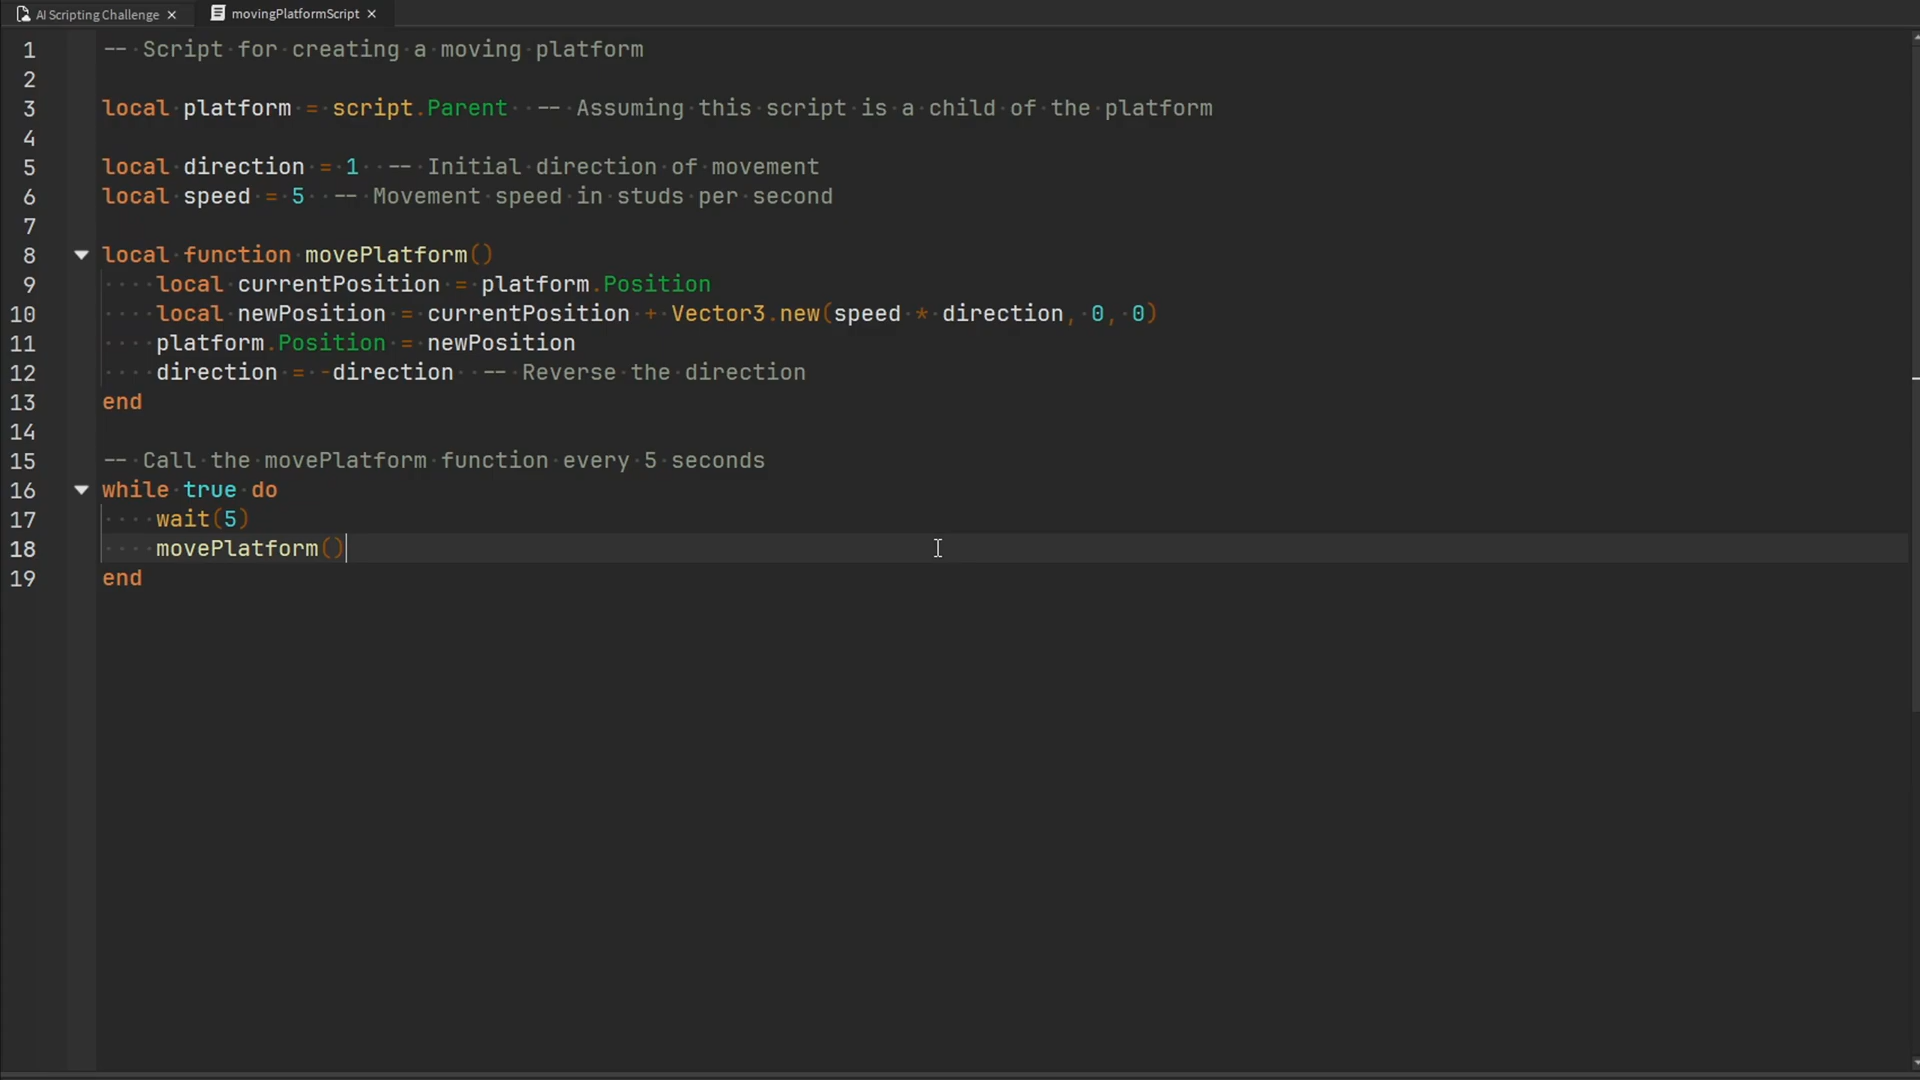 AI Scripting Challenge × movingPlatformScript ×
1 -- Script for creating a moving platform
2
3 local platform = script.Parent  -- Assuming this script is a child of the platform
4
5 local direction = 1  -- Initial direction of movement
6 local speed = 5  -- Movement speed in studs per second
7
8 local function movePlatform()
9     local currentPosition = platform.Position
10     local newPosition = currentPosition + Vector3.new(speed * direction, 0, 0)
11     platform.Position = newPosition
12     direction = -direction  -- Reverse the direction
13 end
14
15 -- Call the movePlatform function every 5 seconds
16 while true do
17     wait(5)
18     movePlatform()
19 end